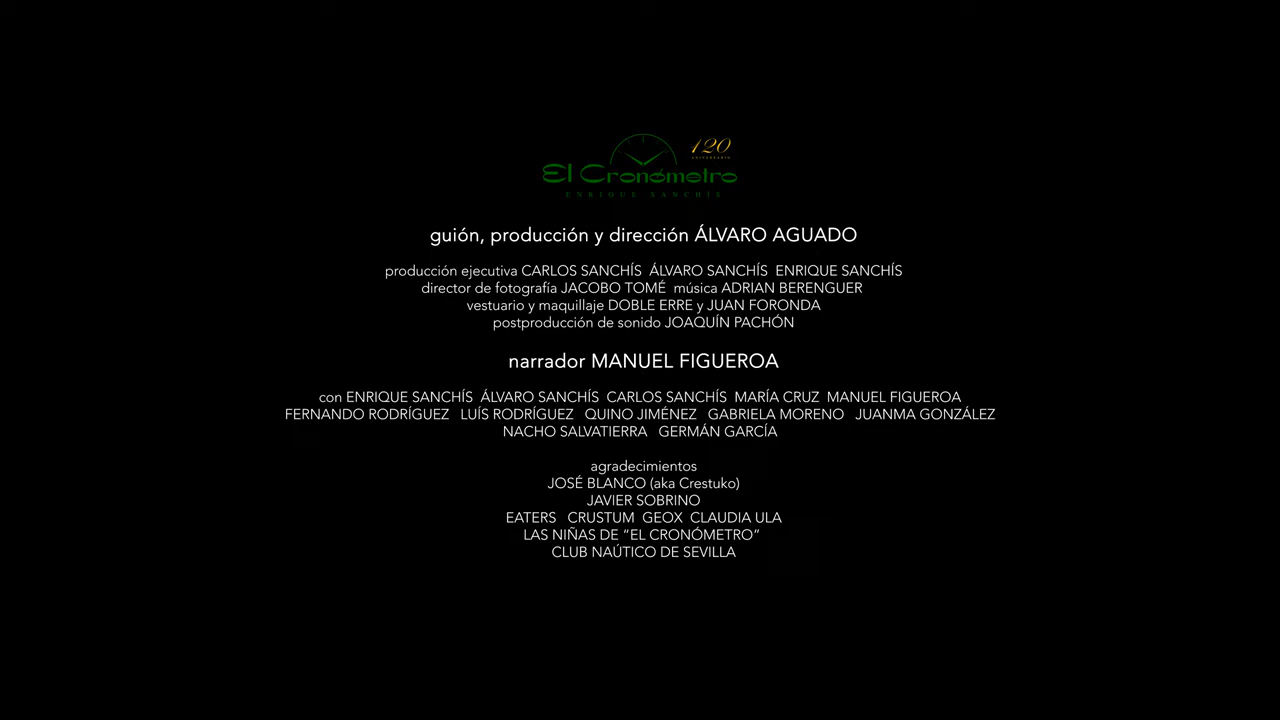 120
ANIVERSARIO
El Cronómetro
ENRIQUE SANCHÍS
guión, producción y dirección ÁLVARO AGUADO
producción ejecutiva CARLOS SANCHÍS ÁLVARO SANCHÍS ENRIQUE SANCHÍS
director de fotografía JACOBO TOMÉ música ADRIAN BERENGUER
vestuario y maquillaje DOBLE ERRE y JUAN FORONDA
postproducción de sonido JOAQUÍN PACHÓN
narrador MANUEL FIGUEROA
con ENRIQUE SANCHÍS ÁLVARO SANCHÍS CARLOS SANCHÍS MARÍA CRUZ MANUEL FIGUEROA
FERNANDO RODRÍGUEZ LUÍS RODRÍGUEZ QUINO JIMÉNEZ GABRIELA MORENO JUANMA GONZÁLEZ
NACHO SALVATIERRA GERMÁN GARCÍA
agradecimientos
JOSÉ BLANCO (aka Crestuko)
JAVIER SOBRINO
EATERS CRUSTUM GEOX CLAUDIA ULA
LAS NIÑAS DE “EL CRONÓMETRO”
CLUB NAÚTICO DE SEVILLA